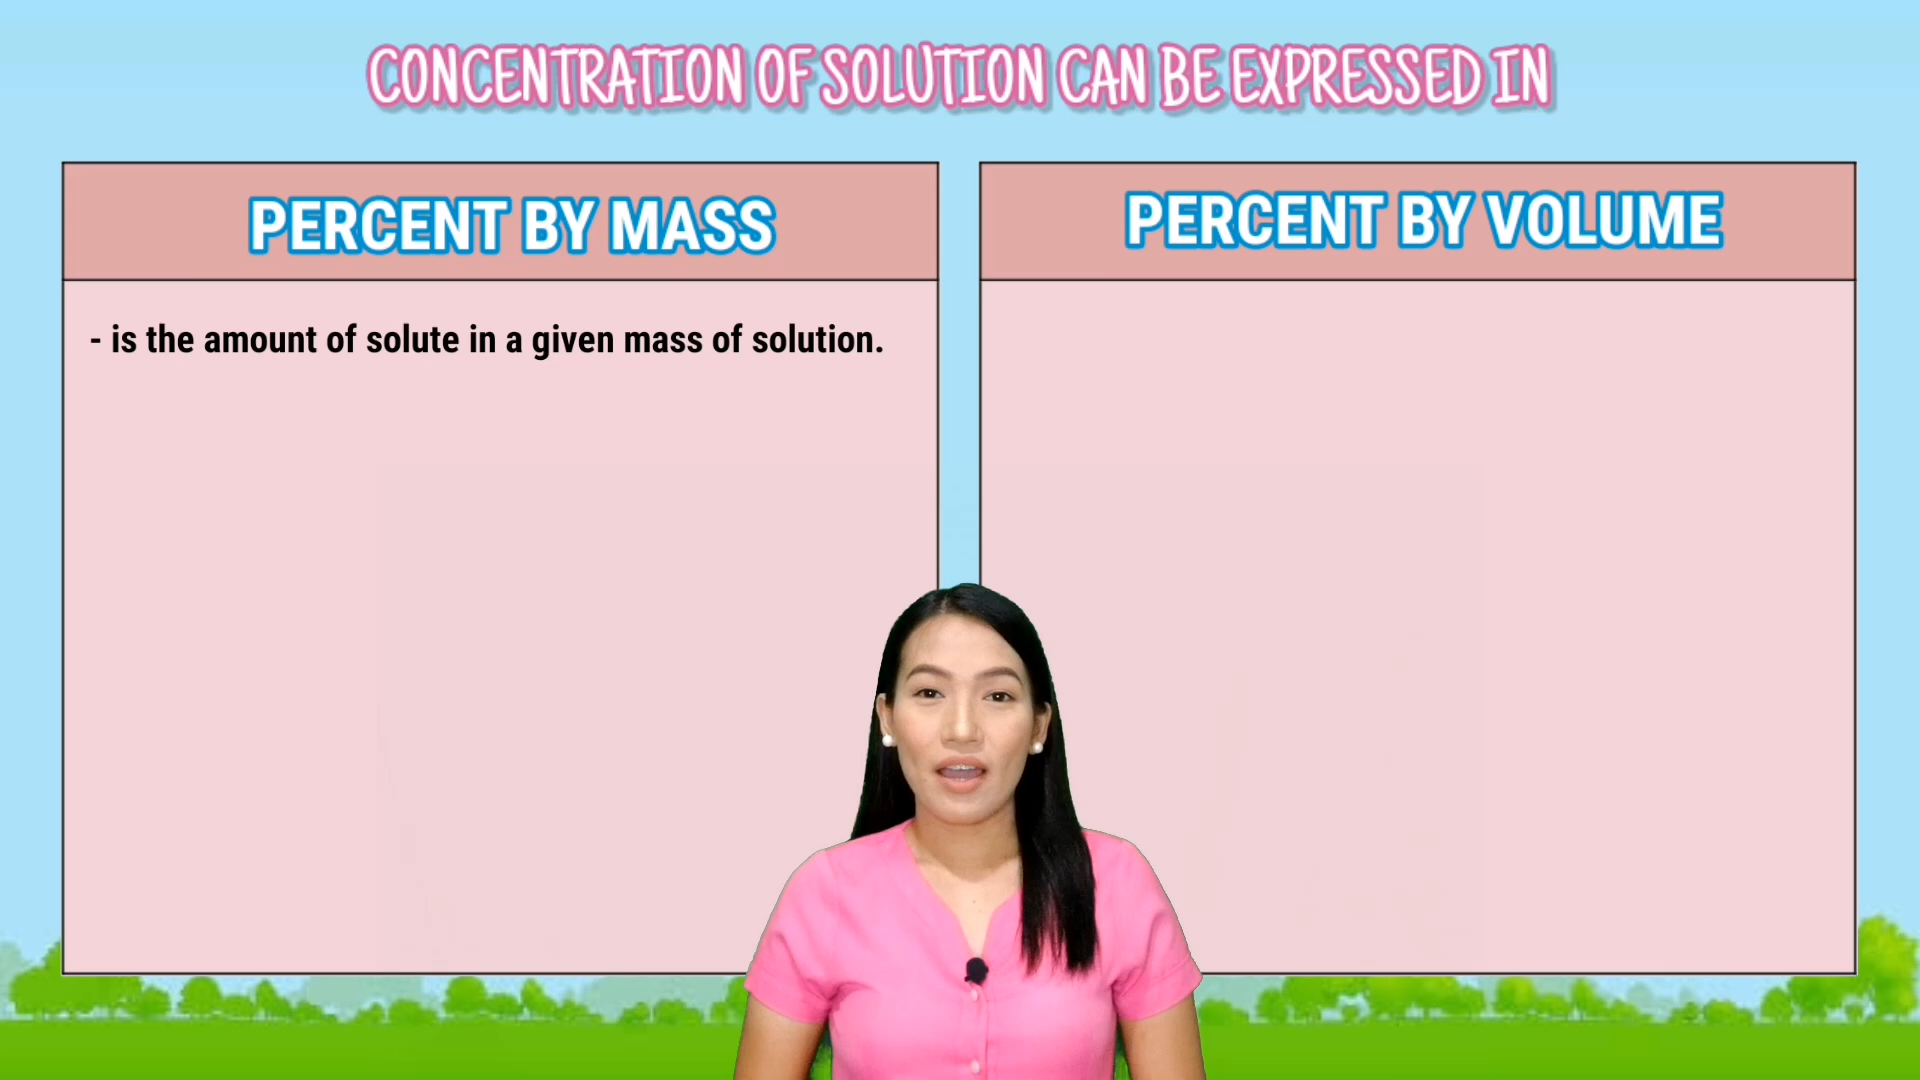 CONCENTRATION OF SOLUTION CAN BE EXPRESSED IN
PERCENT BY MASS
PERCENT BY VOLUME
- is the amount of solute in a given mass of solution.